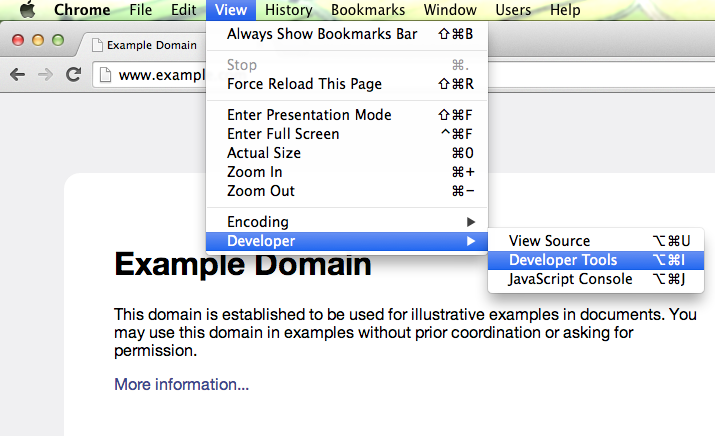 Chrome File Edit View History Bookmarks Window Users Help
Example Domain
www.example
Always Show Bookmarks Bar ⇧⌘B
Stop ⌘.
Force Reload This Page ⇧⌘R
Enter Presentation Mode ⇧⌘F
Enter Full Screen ^⌘F
Actual Size ⌘0
Zoom In ⌘+
Zoom Out ⌘−
Encoding ▶
Developer ▶
View Source ⌥⌘U
Developer Tools ⌥⌘I
JavaScript Console ⌥⌘J
Example Domain
This domain is established to be used for illustrative examples in documents. You
may use this domain in examples without prior coordination or asking for
permission.
More information...